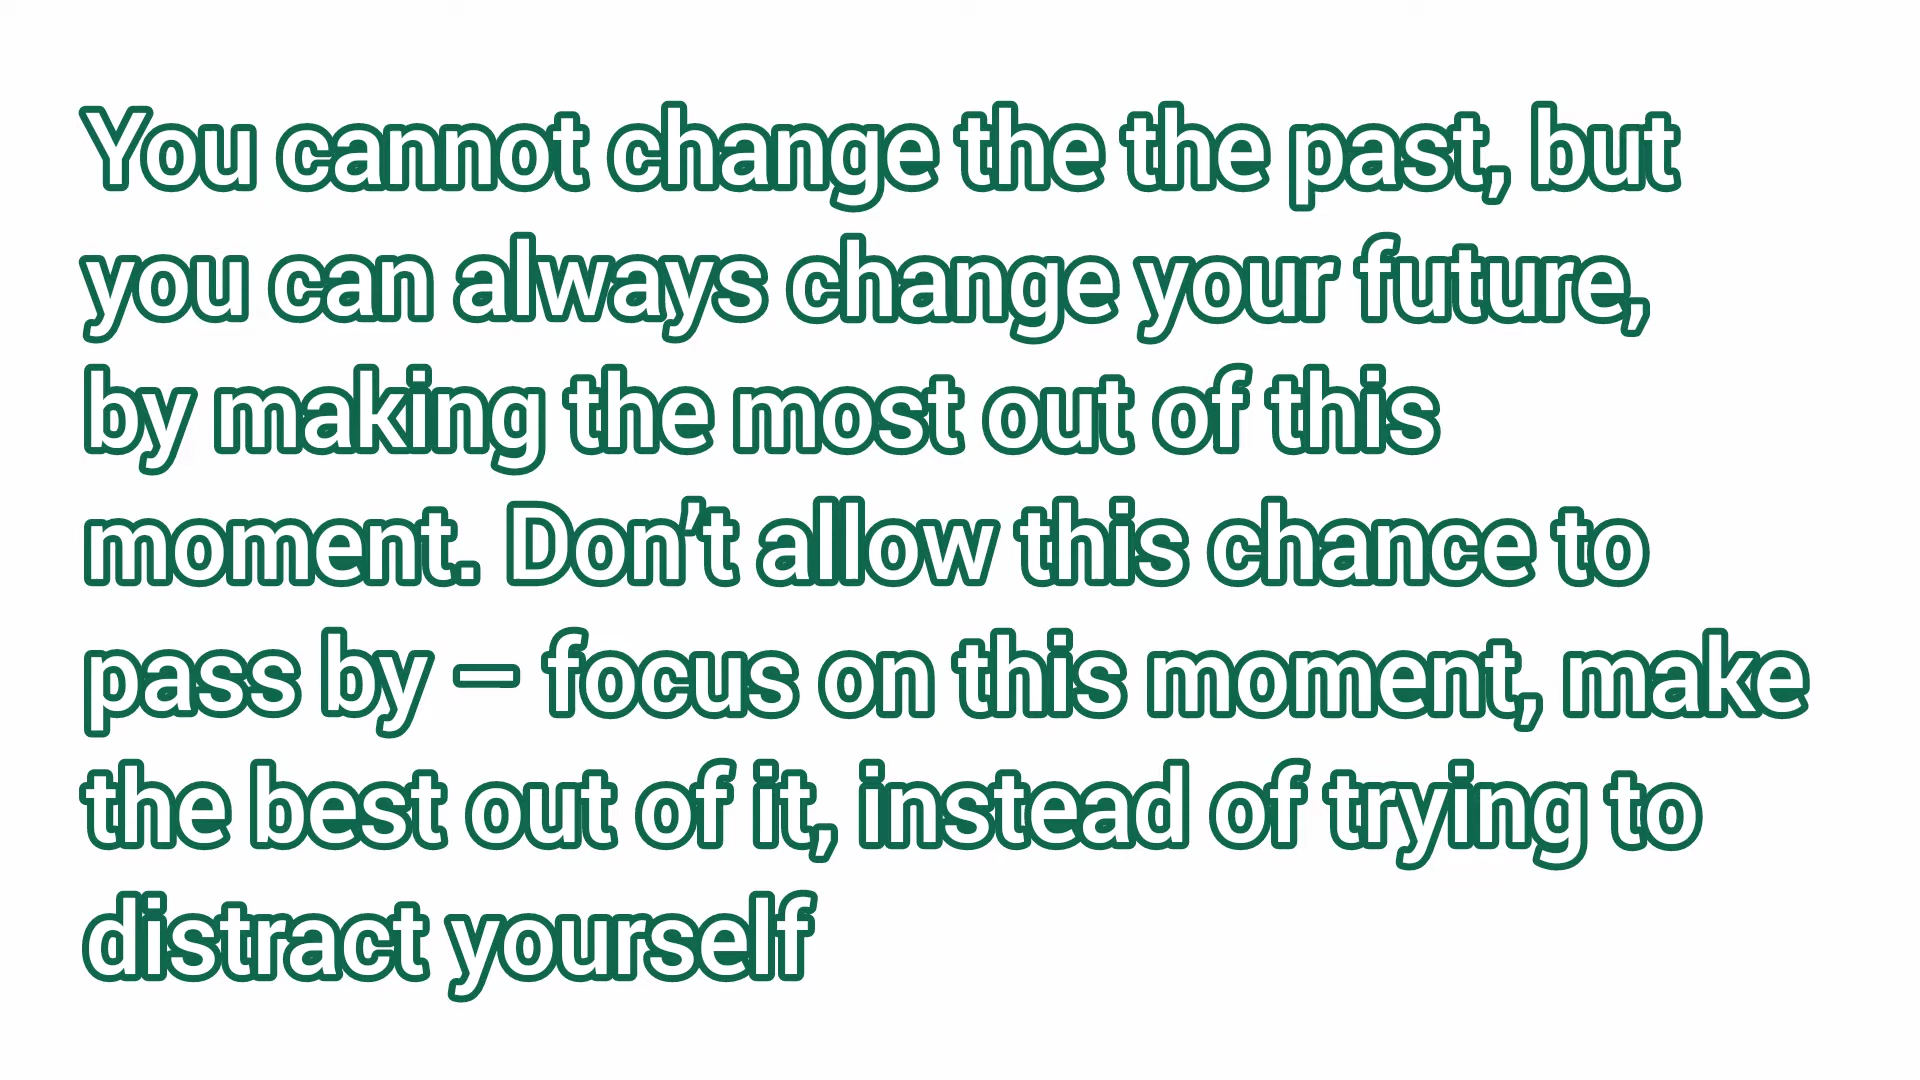 You cannot change the the past, but
you can always change your future,
by making the most out of this
moment. Don’t allow this chance to
pass by – focus on this moment, make
the best out of it, instead of trying to
distract yourself